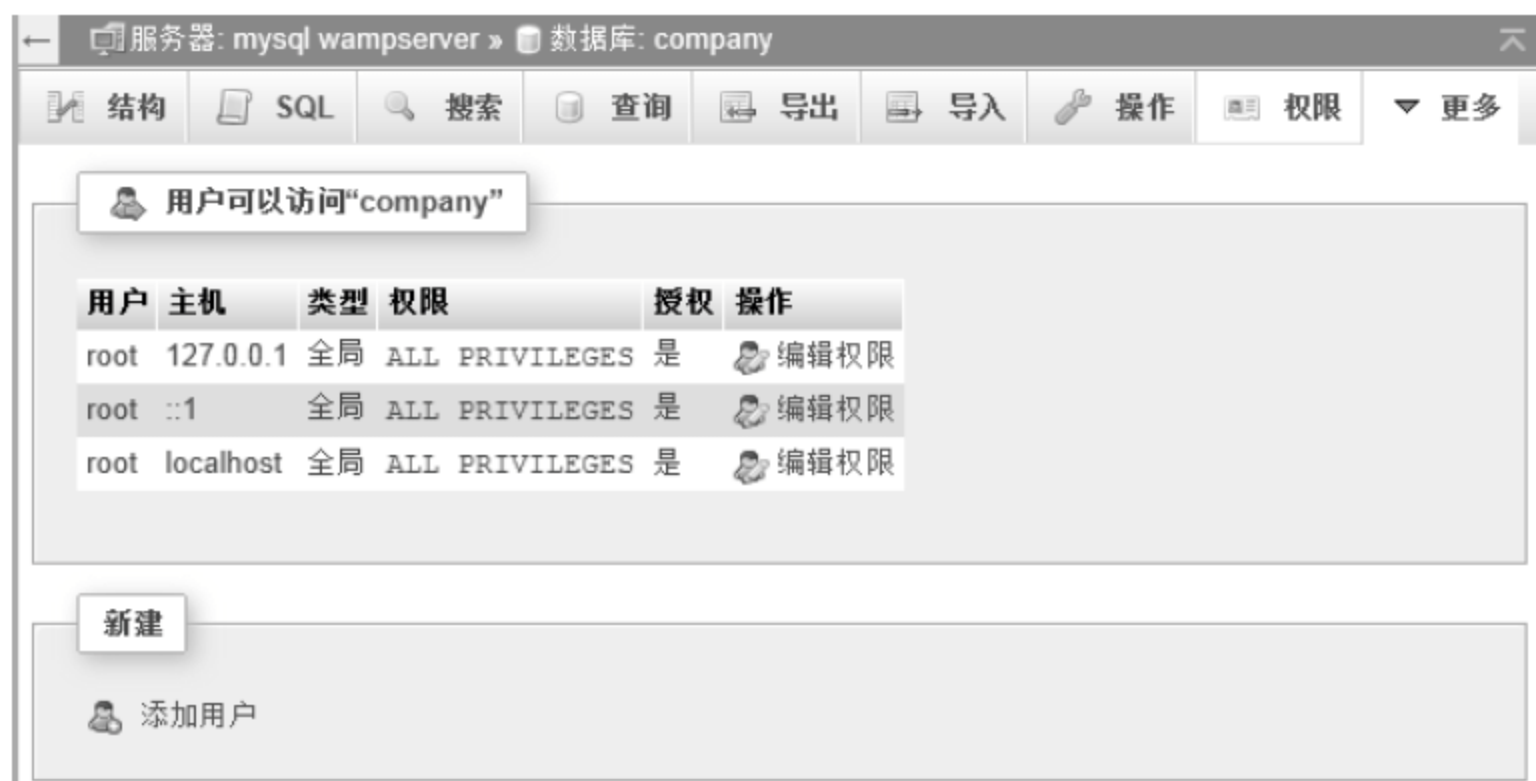 服务器: mysql wampserver » 数据库: company
结构 SQL 搜索 查询 导出 导入 操作 权限 更多
用户可以访问“company”
用户 主机 类型 权限 授权 操作
root 127.0.0.1 全局 ALL PRIVILEGES 是 编辑权限
root ::1 全局 ALL PRIVILEGES 是 编辑权限
root localhost 全局 ALL PRIVILEGES 是 编辑权限
新建
添加用户